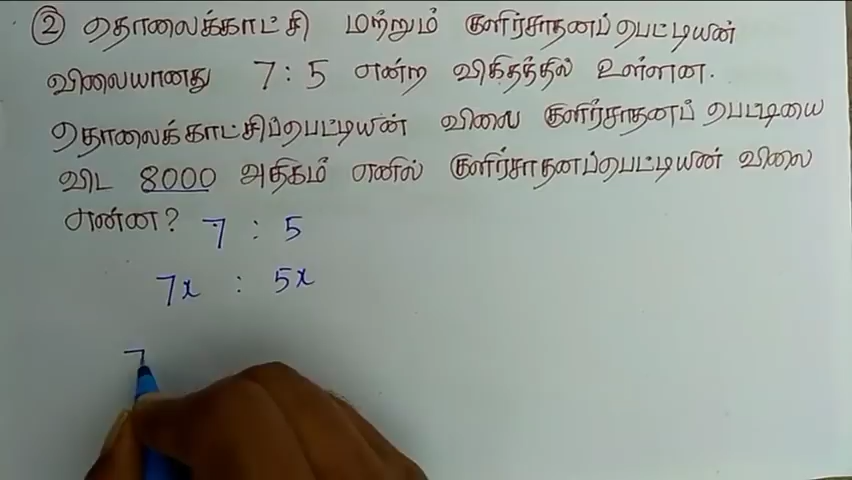 ② தொலைக்காட்சி மற்றும் குளிர்சாதனப்பெட்டியின்
விலையானது 7 : 5 என்ற விகிதத்தில் உள்ளன.
தொலைக்காட்சிப்பெட்டியின் விலை குளிர்சாதனப் பெட்டியை
விட 8000 அதிகம் எனில் குளிர்சாதனப்பெட்டியின் விலை
என்ன? 7 : 5
7x : 5x
7